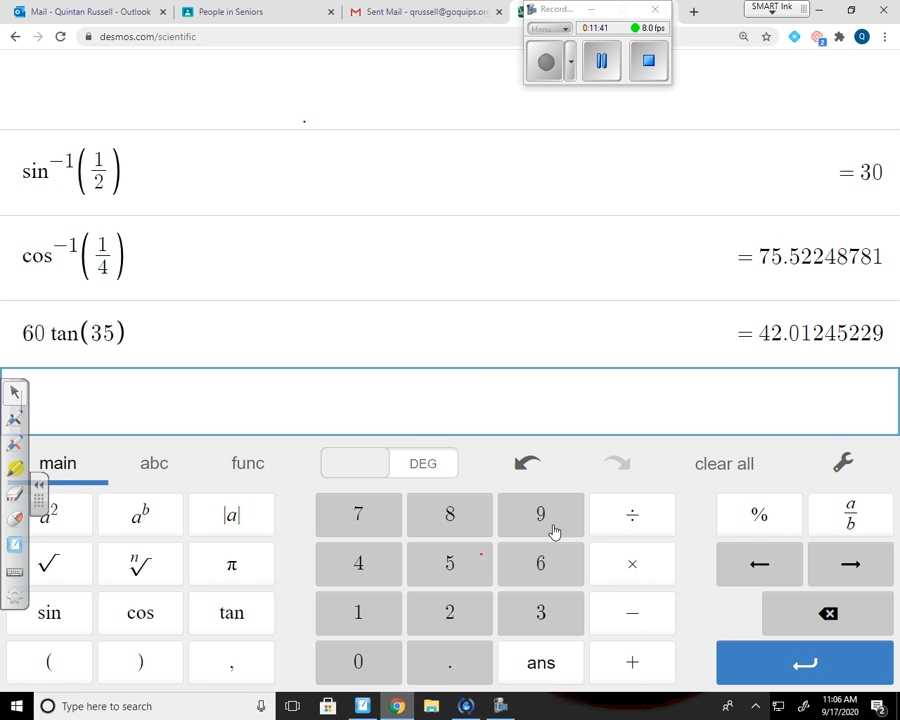 Mail - Quintan Russell - Outlook
People in Seniors
Sent Mail - qrussell@goquips.org
Record...
SMART Ink
Menu
0:11:41
8.0 fps
desmos.com/scientific
2
Q
sin⁻¹(1/2) = 30
cos⁻¹(1/4) = 75.52248781
60 tan(35) = 42.01245229
main abc func DEG clear all
a² aᵇ |a| 7 8 9 ÷ % a/b
√ ⁿ√ π 4 5 6 × ← →
sin cos tan 1 2 3 −
( ) , 0 . ans +
Type here to search
11:06 AM
9/17/2020
2